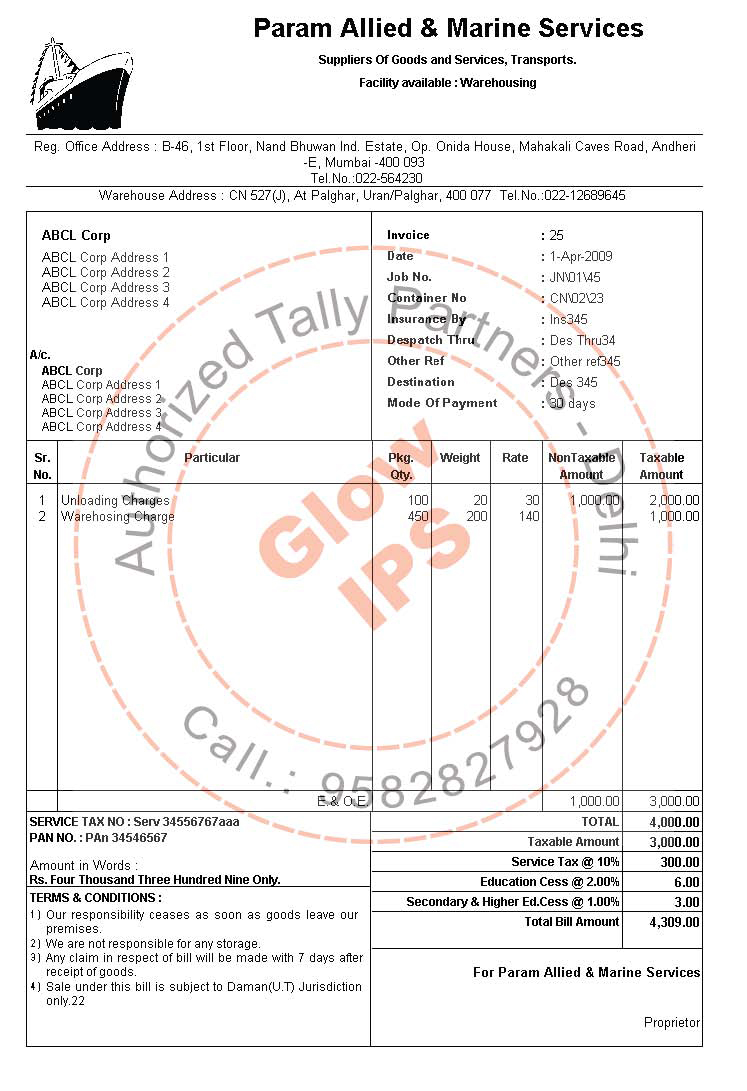 Param Allied & Marine Services
Suppliers Of Goods and Services, Transports.
Facility available : Warehousing
Reg. Office Address : B-46, 1st Floor, Nand Bhuwan Ind. Estate, Op. Onida House, Mahakali Caves Road, Andheri
-E, Mumbai -400 093
Tel.No.:022-564230
Warehouse Address : CN 527(J), At Palghar, Uran/Palghar, 400 077 Tel.No.:022-12689645
ABCL Corp
ABCL Corp Address 1
ABCL Corp Address 2
ABCL Corp Address 3
ABCL Corp Address 4
A/c.
ABCL Corp
ABCL Corp Address 1
ABCL Corp Address 2
ABCL Corp Address 3
ABCL Corp Address 4
Invoice : 25
Date : 1-Apr-2009
Job No. : JN\01\45
Container No : CN\02\23
Insurance By : Ins345
Despatch Thru : Des Thru34
Other Ref : Other ref345
Destination : Des 345
Mode Of Payment : 30 days
Sr. No. Particular Pkg. Qty. Weight Rate NonTaxable Amount Taxable Amount
1 Unloading Charges 100 20 30 1,000.00 2,000.00
2 Warehosing Charge 450 200 140 1,000.00
E.& O.E. 1,000.00 3,000.00
SERVICE TAX NO : Serv 34556767aaa
PAN NO. : PAn 34546567
Amount in Words :
Rs. Four Thousand Three Hundred Nine Only.
TERMS & CONDITIONS :
1) Our responsibility ceases as soon as goods leave our
premises.
2) We are not responsible for any storage.
3) Any claim in respect of bill will be made with 7 days after
receipt of goods.
4) Sale under this bill is subject to Daman(U.T) Jurisdiction
only.22
TOTAL 4,000.00
Taxable Amount 3,000.00
Service Tax @ 10% 300.00
Education Cess @ 2.00% 6.00
Secondary & Higher Ed.Cess @ 1.00% 3.00
Total Bill Amount 4,309.00
For Param Allied & Marine Services
Proprietor
Authorized Tally Partners - Delhi
Glow
IPS
Call.: 9582827928